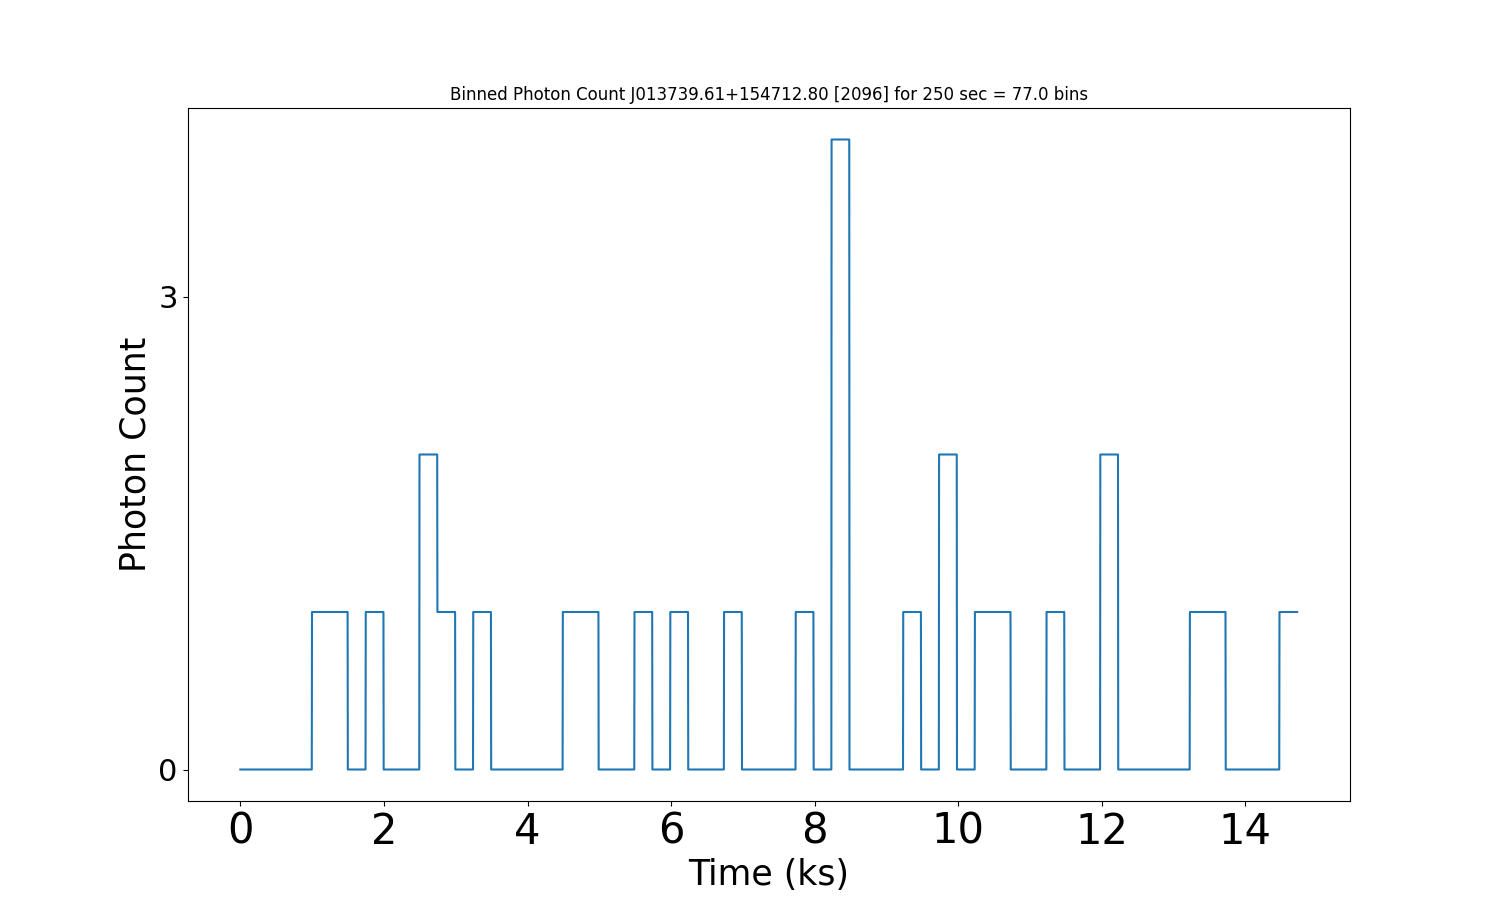 Binned Photon Count J013739.61+154712.80 [2096] for 250 sec = 77.0 bins
3
0
Photon Count
0 2 4 6 8 10 12 14
Time (ks)